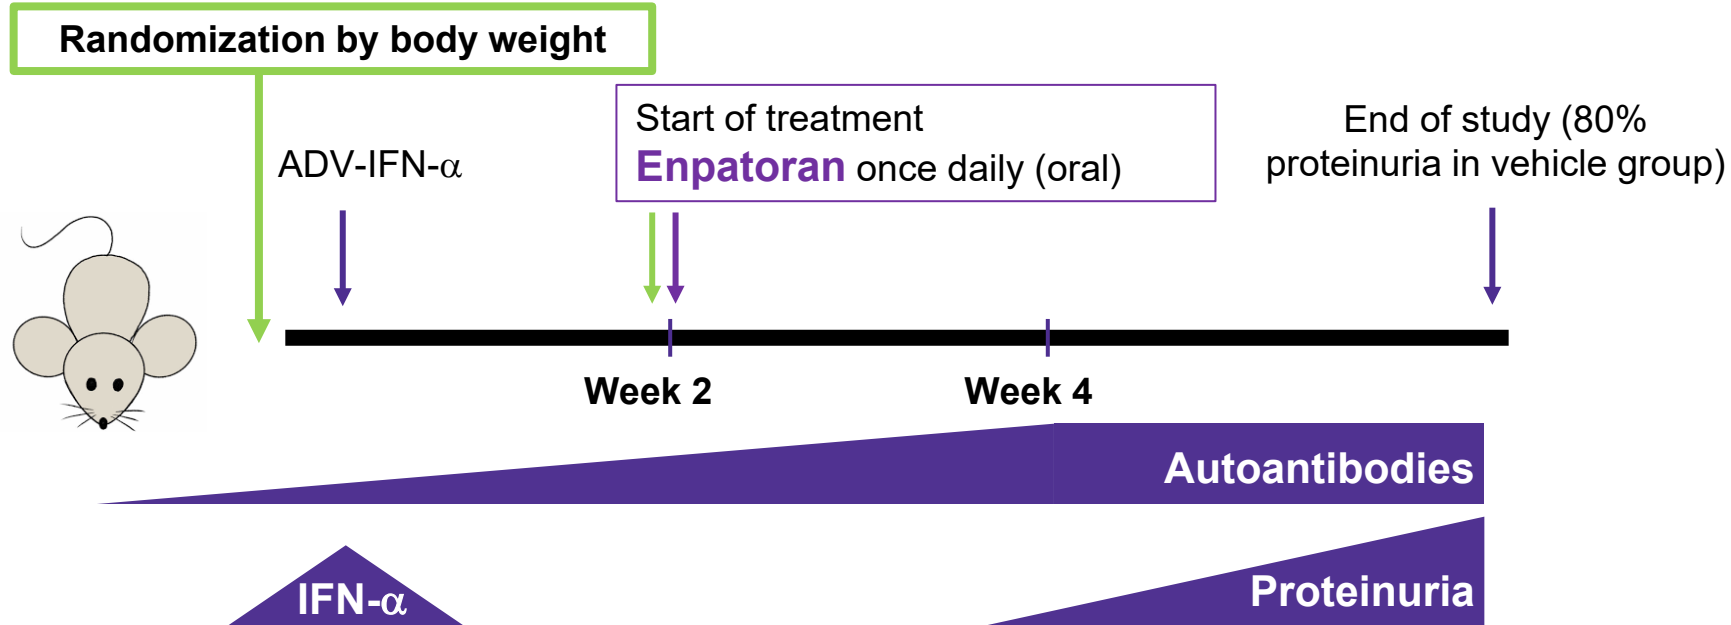 Randomization by body weight
ADV-IFN-α
Start of treatment
Enpatoran once daily (oral)
End of study (80%
proteinuria in vehicle group)
Week 2
Week 4
Autoantibodies
IFN-α
Proteinuria